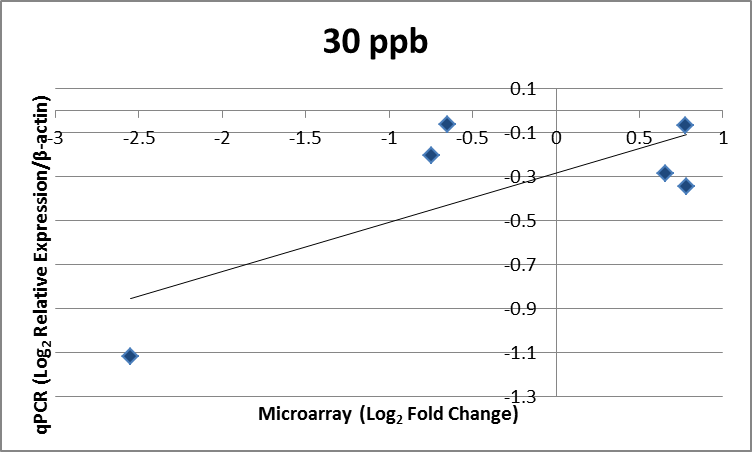 30 ppb
qPCR (Log₂ Relative Expression/β-actin)
0.1
-3 -2.5 -2 -1.5 -1 -0.5 0 0.5 1
-0.1
-0.3
-0.5
-0.7
-0.9
-1.1
-1.3
Microarray (Log₂ Fold Change)